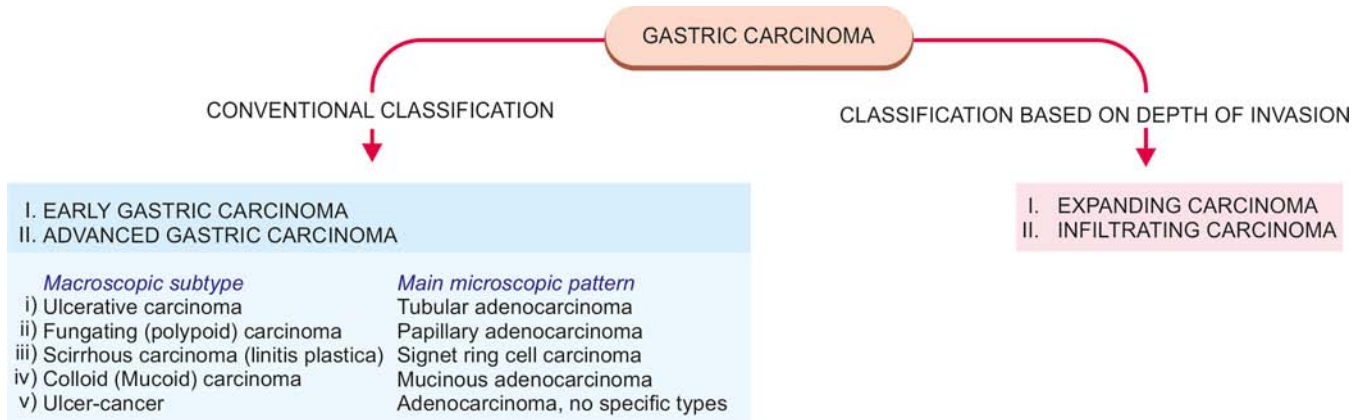 GASTRIC CARCINOMA
CONVENTIONAL CLASSIFICATION
CLASSIFICATION BASED ON DEPTH OF INVASION
I. EARLY GASTRIC CARCINOMA
II. ADVANCED GASTRIC CARCINOMA
Macroscopic subtype Main microscopic pattern
i) Ulcerative carcinoma Tubular adenocarcinoma
ii) Fungating (polypoid) carcinoma Papillary adenocarcinoma
iii) Scirrhous carcinoma (linitis plastica) Signet ring cell carcinoma
iv) Colloid (Mucoid) carcinoma Mucinous adenocarcinoma
v) Ulcer-cancer Adenocarcinoma, no specific types
I. EXPANDING CARCINOMA
II. INFILTRATING CARCINOMA